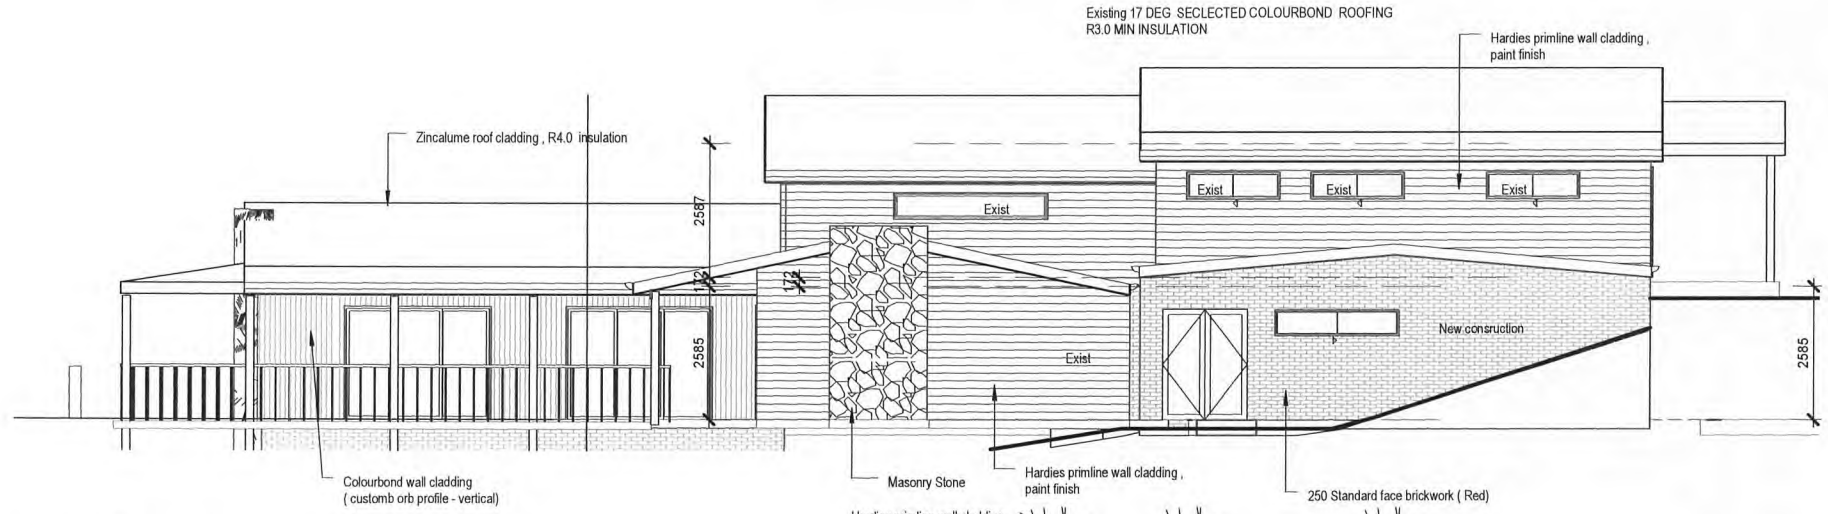 Existing 17 DEG SECLECTED COLOURBOND ROOFING
R3.0 MIN INSULATION
Hardies primline wall cladding ,
paint finish
Zincalume roof cladding , R4.0 insulation
Exist
Exist
Exist
Exist
2587
172
172
New consruction
2585
Exist
2585
Colourbond wall cladding
( customb orb profile - vertical)
Masonry Stone
Hardies primline wall cladding ,
paint finish
250 Standard face brickwork ( Red)